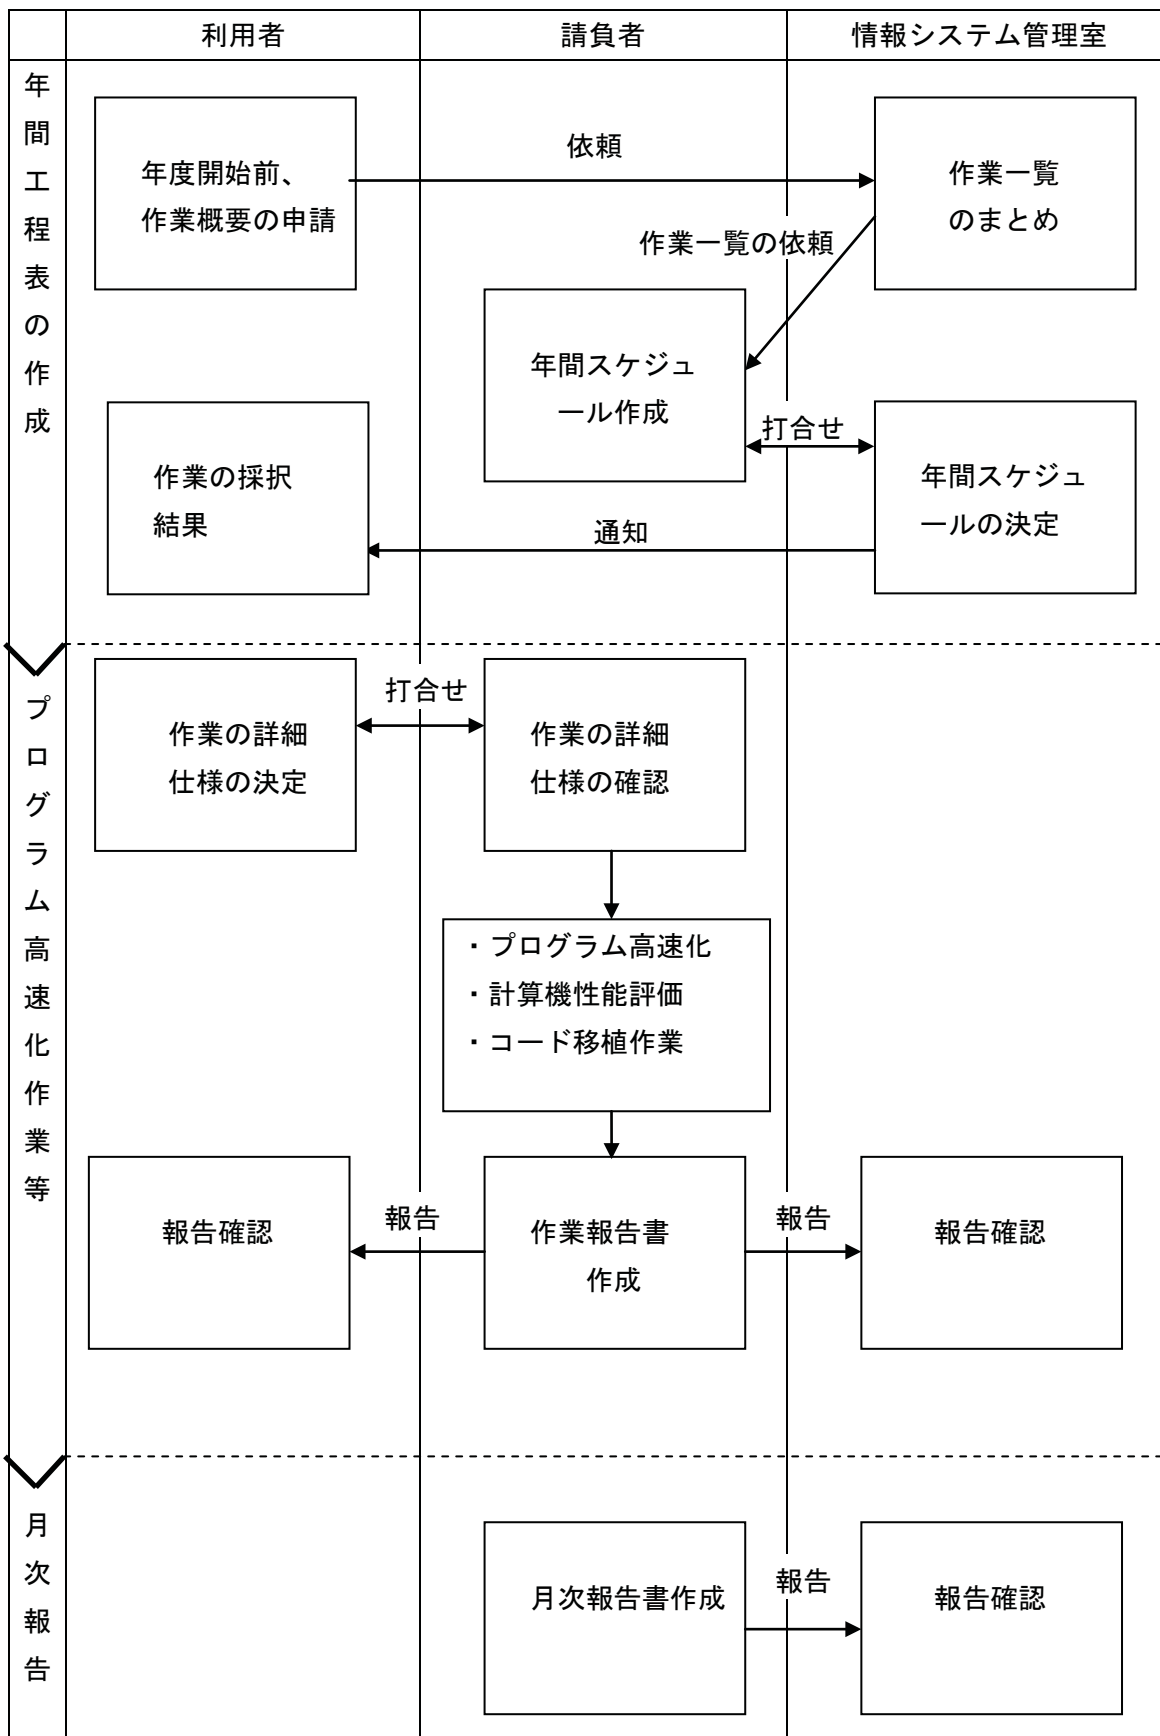 利用者
請負者
情報システム管理室
年間工程表の作成
年度開始前、
作業概要の申請
依頼
作業一覧
のまとめ
作業一覧の依頼
年間スケジュ
ール作成
打合せ
年間スケジュ
ールの決定
作業の採択
結果
通知
プログラム高速化作業等
作業の詳細
仕様の決定
打合せ
作業の詳細
仕様の確認
・プログラム高速化
・計算機性能評価
・コード移植作業
報告確認
報告
作業報告書
作成
報告
報告確認
月次報告
月次報告書作成
報告
報告確認